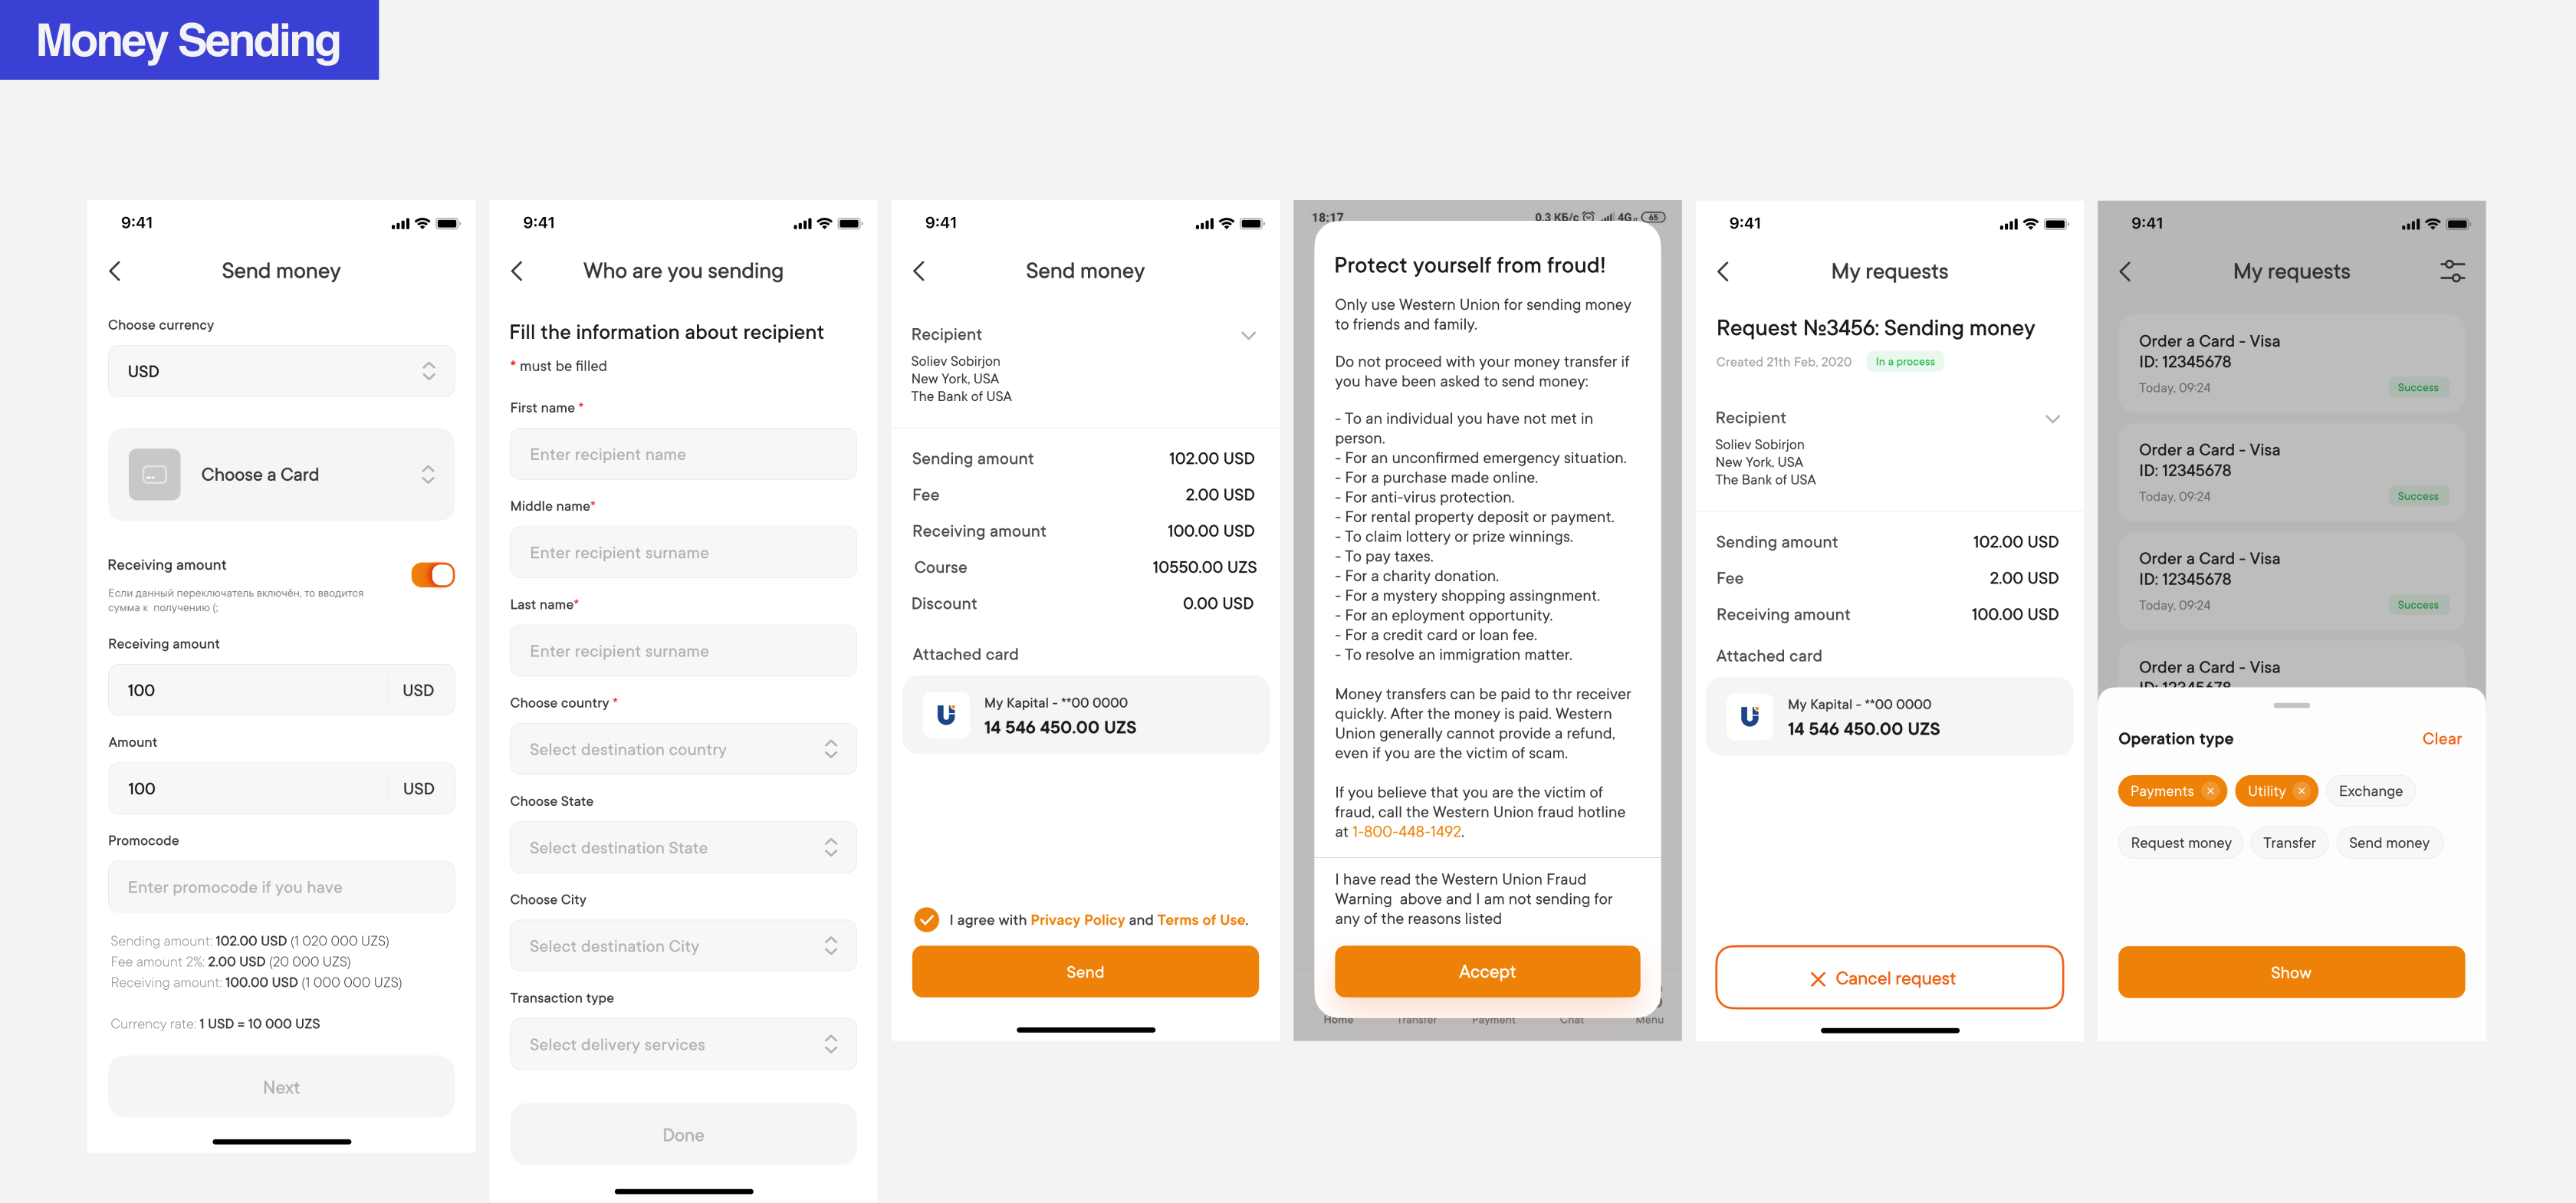 Money Sending
9:41
Send money
Choose currency
USD
Choose a Card
Receiving amount
Если данный переключатель включён, то вводится
сумма к получению (:
Receiving amount
100 USD
Amount
100 USD
Promocode
Enter promocode if you have
Sending amount: 102.00 USD (1 020 000 UZS)
Fee amount 2%: 2.00 USD (20 000 UZS)
Receiving amount: 100.00 USD (1 000 000 UZS)
Currency rate: 1 USD = 10 000 UZS
Next
9:41
Who are you sending
Fill the information about recipient
* must be filled
First name *
Enter recipient name
Middle name*
Enter recipient surname
Last name*
Enter recipient surname
Choose country *
Select destination country
Choose State
Select destination State
Choose City
Select destination City
Transaction type
Select delivery services
Done
9:41
Send money
Recipient
Soliev Sobirjon
New York, USA
The Bank of USA
Sending amount 102.00 USD
Fee 2.00 USD
Receiving amount 100.00 USD
Course 10550.00 UZS
Discount 0.00 USD
Attached card
My Kapital - **00 0000
14 546 450.00 UZS
I agree with Privacy Policy and Terms of Use.
Send
18:17 0.3 КБ/с 4G 65
Protect yourself from froud!
Only use Western Union for sending money
to friends and family.
Do not proceed with your money transfer if
you have been asked to send money:
- To an individual you have not met in
person.
- For an unconfirmed emergency situation.
- For a purchase made online.
- For anti-virus protection.
- For rental property deposit or payment.
- To claim lottery or prize winnings.
- To pay taxes.
- For a charity donation.
- For a mystery shopping assingnment.
- For an eployment opportunity.
- For a credit card or loan fee.
- To resolve an immigration matter.
Money transfers can be paid to thr receiver
quickly. After the money is paid. Western
Union generally cannot provide a refund,
even if you are the victim of scam.
If you believe that you are the victim of
fraud, call the Western Union fraud hotline
at 1-800-448-1492.
I have read the Western Union Fraud
Warning above and I am not sending for
any of the reasons listed
Accept
Home Transfer Payment Chat Menu
9:41
My requests
Request №3456: Sending money
Created 21th Feb, 2020 In a process
Recipient
Soliev Sobirjon
New York, USA
The Bank of USA
Sending amount 102.00 USD
Fee 2.00 USD
Receiving amount 100.00 USD
Attached card
My Kapital - **00 0000
14 546 450.00 UZS
Cancel request
9:41
My requests
Order a Card - Visa
ID: 12345678
Today, 09:24 Success
Order a Card - Visa
ID: 12345678
Today, 09:24 Success
Order a Card - Visa
ID: 12345678
Today, 09:24 Success
Order a Card - Visa
ID: 12345678
Operation type Clear
Payments Utility Exchange
Request money Transfer Send money
Show